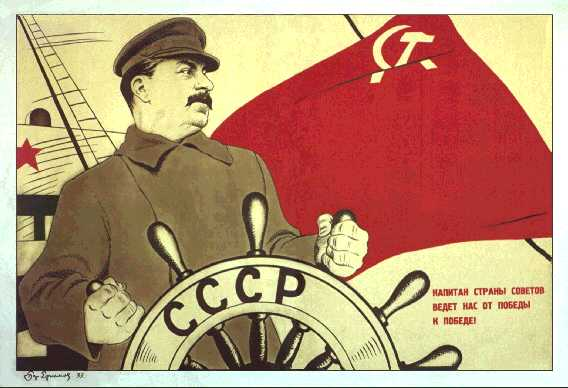 СССР
КАПИТАН СТРАНЫ СОВЕТОВ
ВЕДЕТ НАС ОТ ПОБЕДЫ
К ПОБЕДЕ!